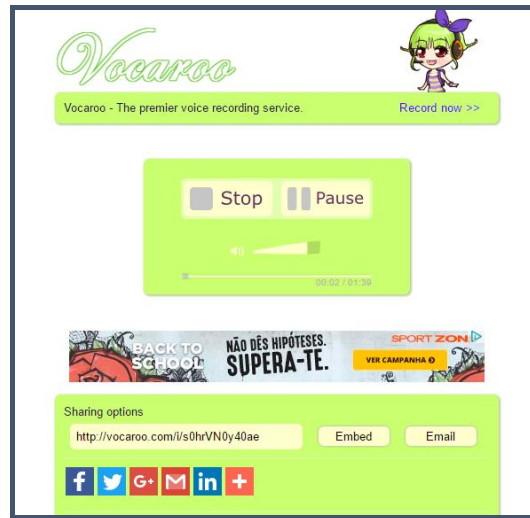 Vocaroo
Vocaroo - The premier voice recording service. Record now >>
Stop Pause
00:02 / 01:39
BACK TO
SCHOOL
NÃO DÊS HIPÓTESES.
SUPERA-TE.
SPORT ZONE
VER CAMPANHA
Sharing options
http://vocaroo.com/i/s0hrVN0y40ae Embed Email
f G+ M in +